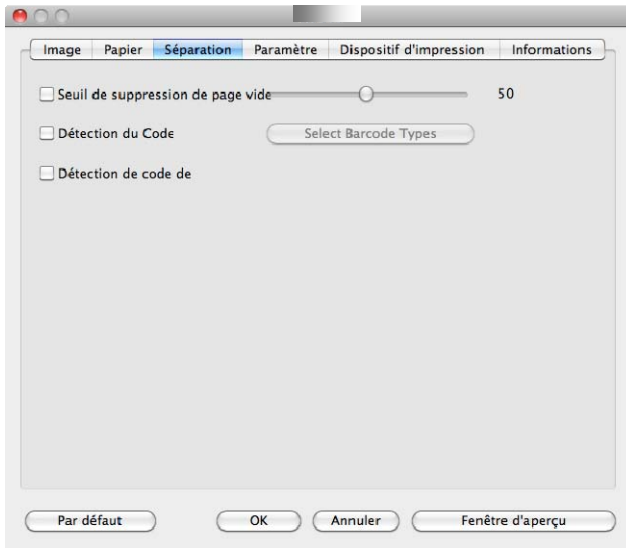 Image Papier Séparation Paramètre Dispositif d'impression Informations
Seuil de suppression de page vide 50
Détection du Code Select Barcode Types
Détection de code de
Par défaut OK Annuler Fenêtre d'aperçu